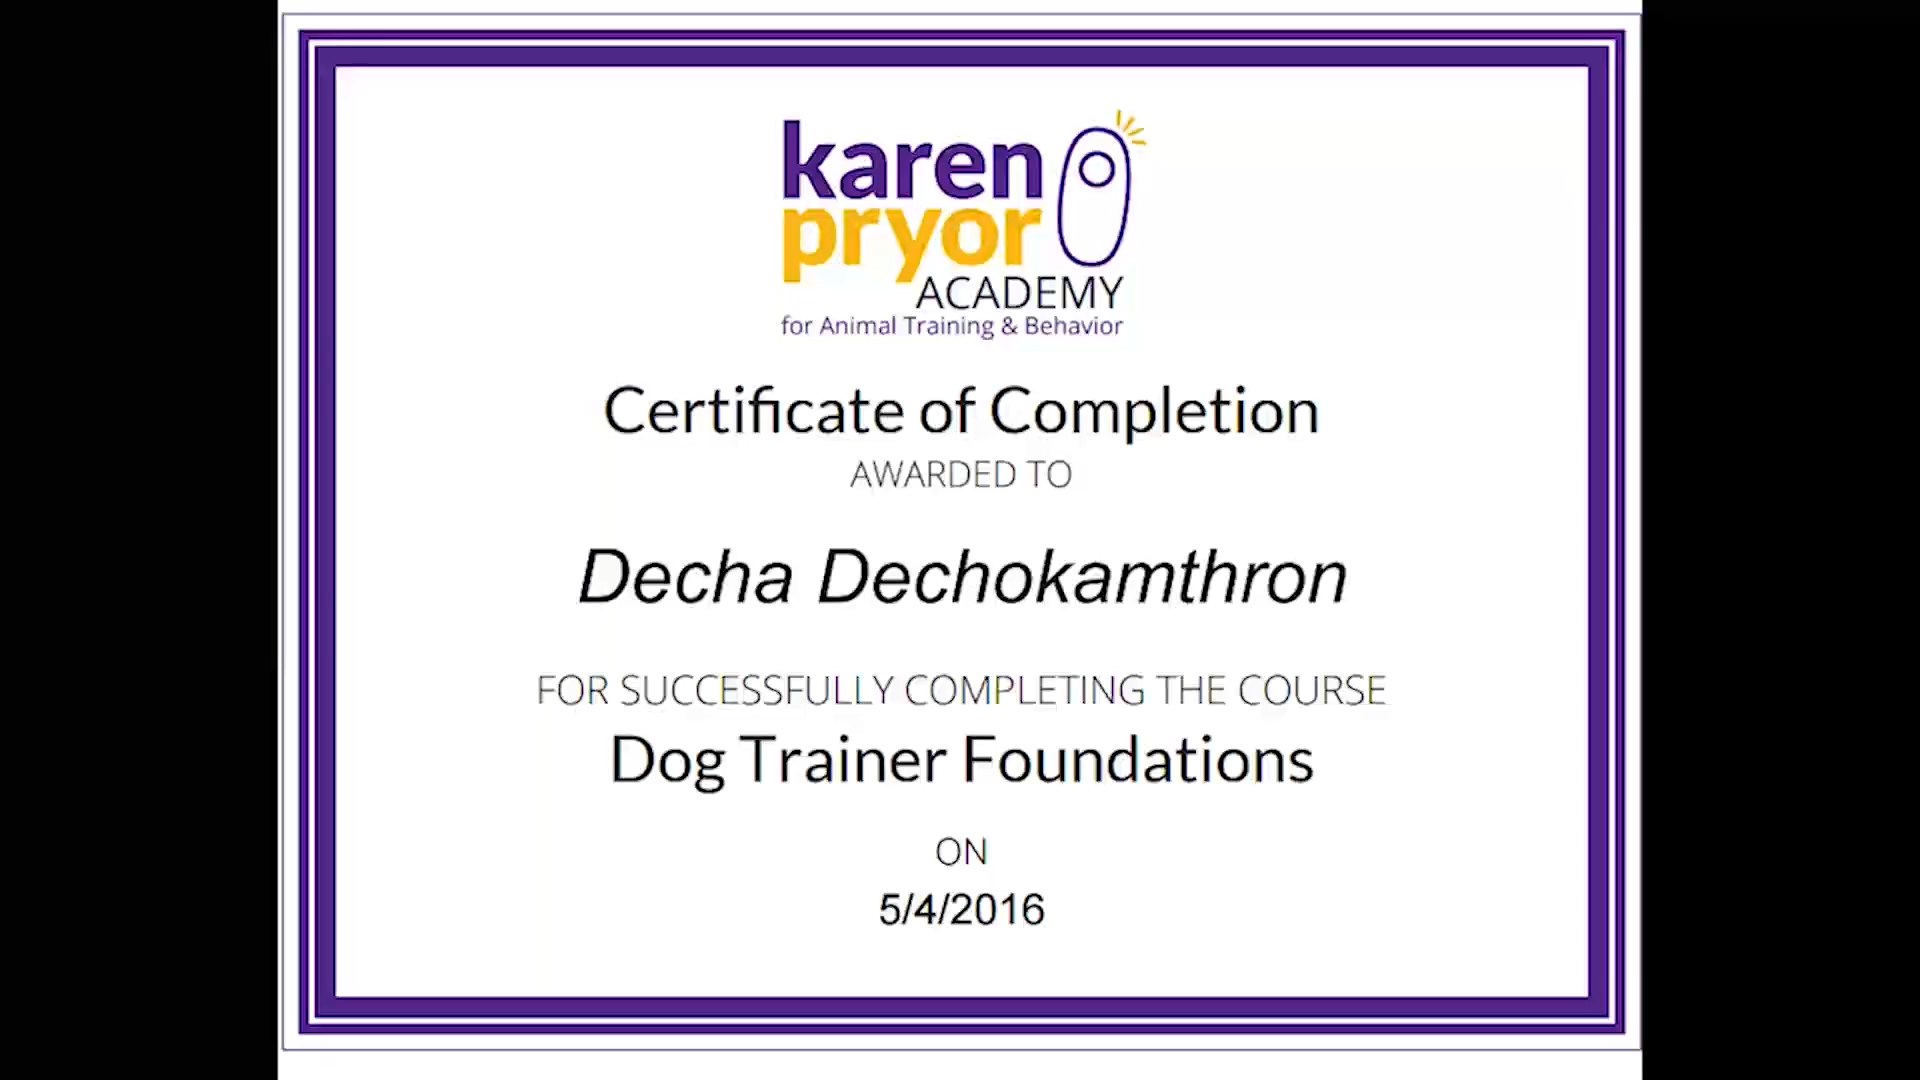 karen
pryor
ACADEMY
for Animal Training & Behavior
Certificate of Completion
AWARDED TO
Decha Dechokamthron
FOR SUCCESSFULLY COMPLETING THE COURSE
Dog Trainer Foundations
ON
5/4/2016